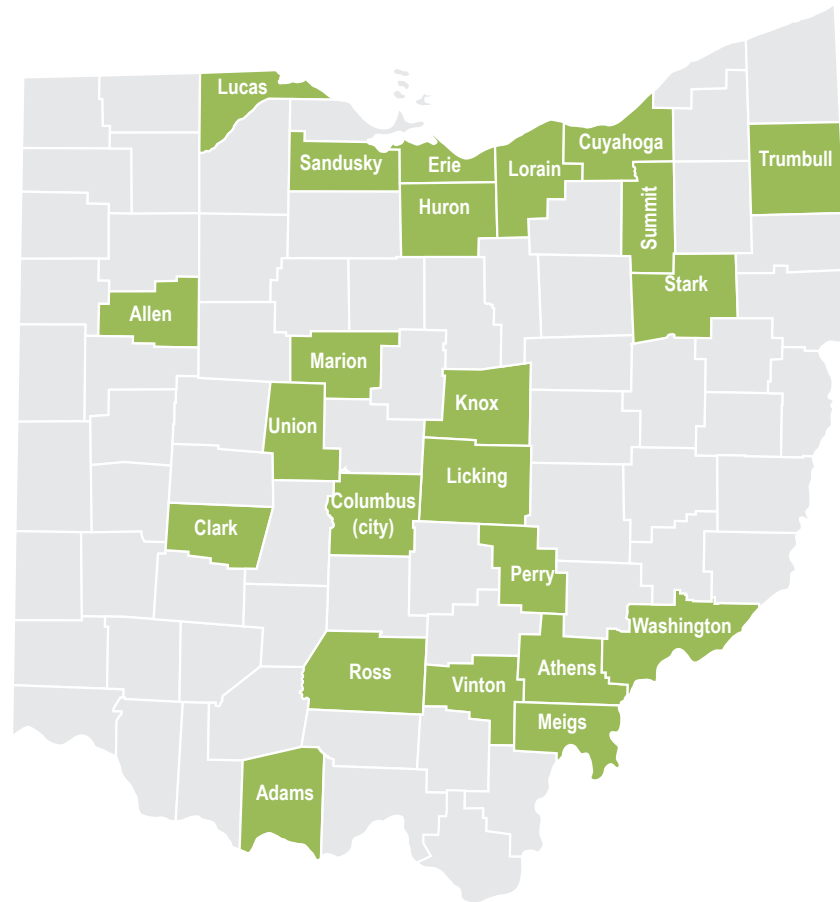 Lucas
Cuyahoga
Trumbull
Sandusky
Erie
Lorain
Huron
Summit
Stark
Allen
Marion
Knox
Union
Licking
Columbus
(city)
Clark
Perry
Washington
Ross
Athens
Vinton
Meigs
Adams